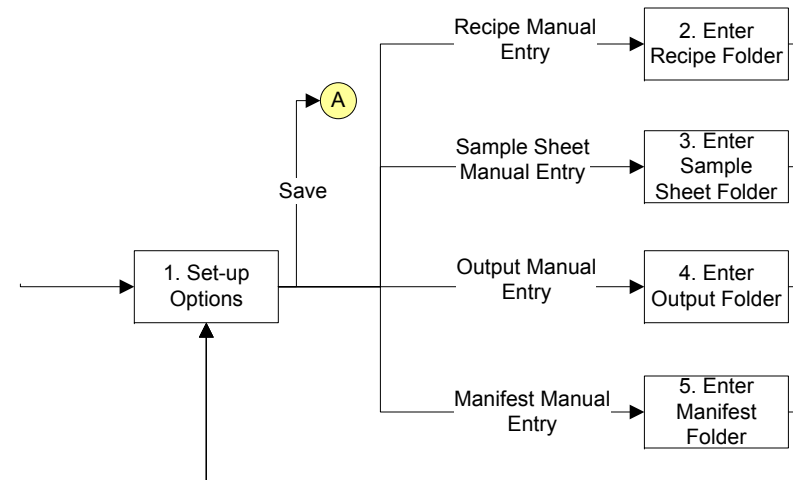 Recipe Manual
Entry
2. Enter
Recipe Folder
A
Sample Sheet
Manual Entry
3. Enter
Sample
Sheet Folder
Save
1. Set-up
Options
Output Manual
Entry
4. Enter
Output Folder
Manifest Manual
Entry
5. Enter
Manifest
Folder